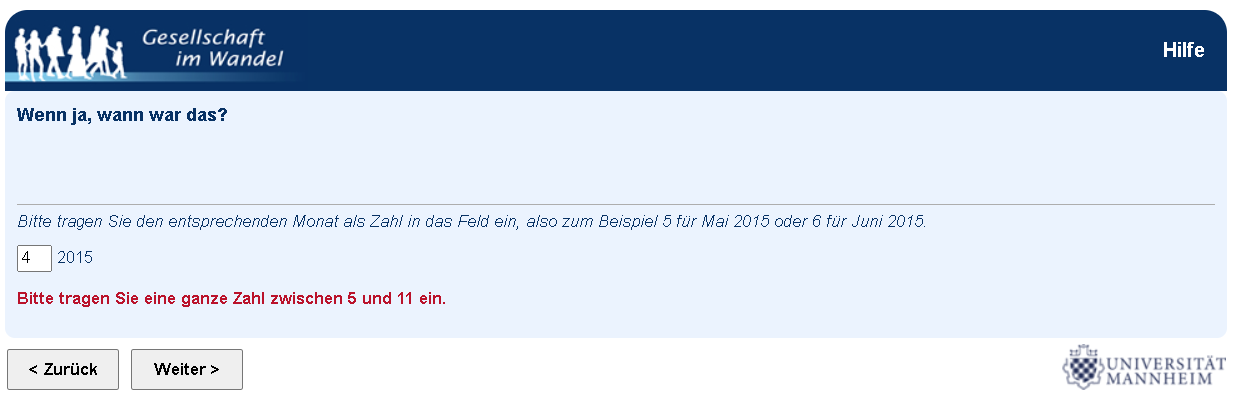 Gesellschaft
im Wandel
Hilfe
Wenn ja, wann war das?
Bitte tragen Sie den entsprechenden Monat als Zahl in das Feld ein, also zum Beispiel 5 für Mai 2015 oder 6 für Juni 2015.
4 2015
Bitte tragen Sie eine ganze Zahl zwischen 5 und 11 ein.
< Zurück Weiter >
UNIVERSITÄT
MANNHEIM